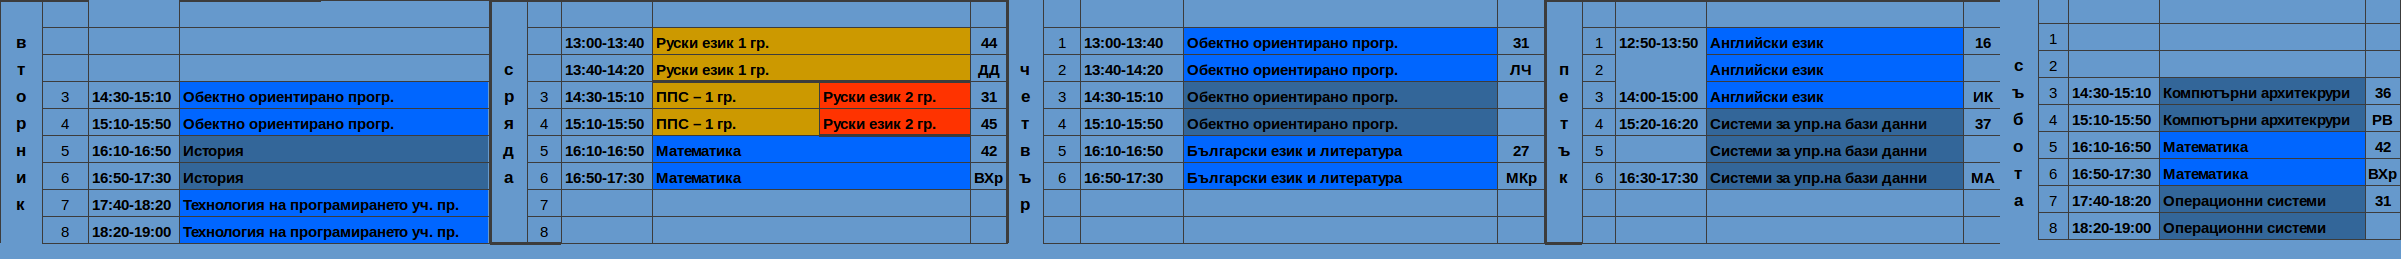 вторник
3 14:30-15:10 Обектно ориентирано прогр.
4 15:10-15:50 Обектно ориентирано прогр.
5 16:10-16:50 История
6 16:50-17:30 История
7 17:40-18:20 Технология на програмирането уч. пр.
8 18:20-19:00 Технология на програмирането уч. пр.
сряда
13:00-13:40 Руски език 1 гр. 44
13:40-14:20 Руски език 1 гр. ДД
3 14:30-15:10 ППС – 1 гр. Руски език 2 гр. 31
4 15:10-15:50 ППС – 1 гр. Руски език 2 гр. 45
5 16:10-16:50 Математика 42
6 16:50-17:30 Математика ВХр
7
8
четвър
1 13:00-13:40 Обектно ориентирано прогр. 31
2 13:40-14:20 Обектно ориентирано прогр. ЛЧ
3 14:30-15:10 Обектно ориентирано прогр.
4 15:10-15:50 Обектно ориентирано прогр.
5 16:10-16:50 Български език и литература 27
6 16:50-17:30 Български език и литература МКр
петък
1 12:50-13:50 Английски език 16
2 Английски език
3 14:00-15:00 Английски език ИК
4 15:20-16:20 Системи за упр.на бази данни 37
5 Системи за упр.на бази данни
6 16:30-17:30 Системи за упр.на бази данни МА
събота
1
2
3 14:30-15:10 Компютърни архитекрури 36
4 15:10-15:50 Компютърни архитекрури РВ
5 16:10-16:50 Математика 42
6 16:50-17:30 Математика ВХр
7 17:40-18:20 Операционни системи 31
8 18:20-19:00 Операционни системи